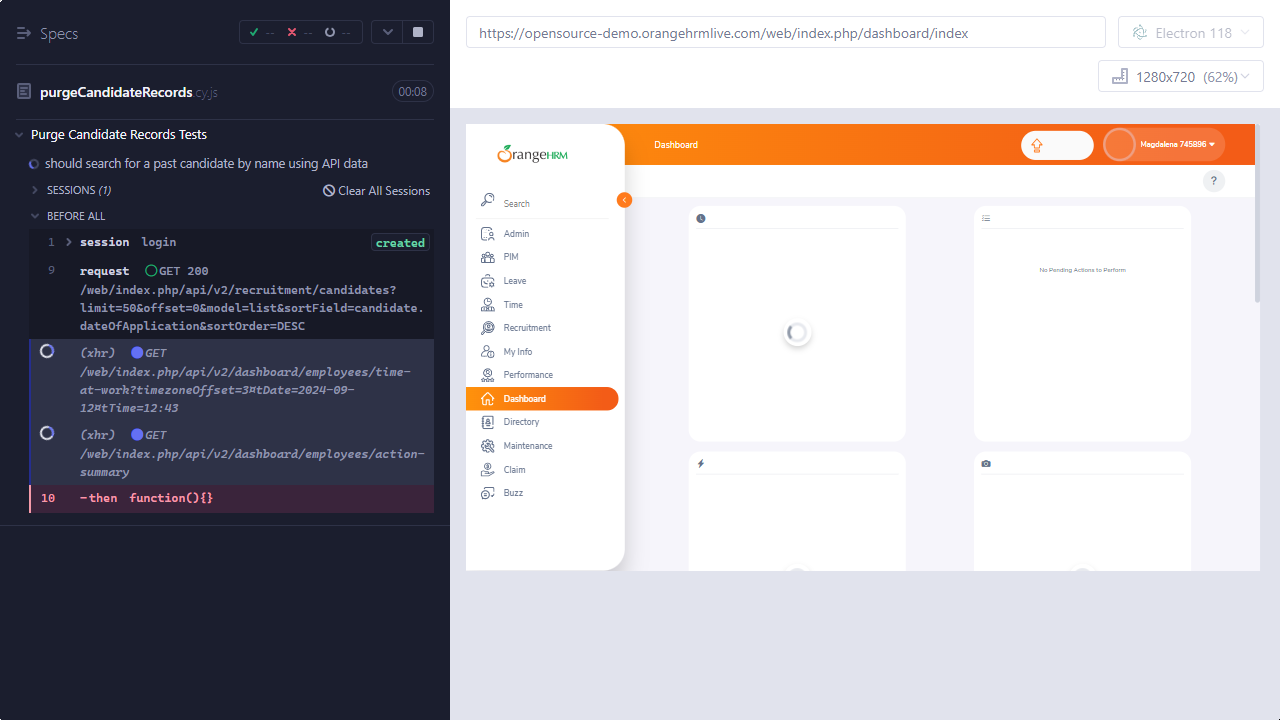 Specs
--
--
--
purgeCandidateRecords cy.js
00:08
Purge Candidate Records Tests
should search for a past candidate by name using API data
SESSIONS (1)
Clear All Sessions
BEFORE ALL
1 session login created
9 request GET 200
/web/index.php/api/v2/recruitment/candidates?
limit=50&offset=0&model=list&sortField=candidate.
dateOfApplication&sortOrder=DESC
(xhr) GET
/web/index.php/api/v2/dashboard/employees/time-
at-work?timezoneOffset=3¤tDate=2024-09-
12¤tTime=12:43
(xhr) GET
/web/index.php/api/v2/dashboard/employees/action-
summary
10 -then function(){}
https://opensource-demo.orangehrmlive.com/web/index.php/dashboard/index
Electron 118
1280x720 (62%)
OrangeHRM
Search
Admin
PIM
Leave
Time
Recruitment
My Info
Performance
Dashboard
Directory
Maintenance
Claim
Buzz
Dashboard
Magdalena 745896
?
No Pending Actions to Perform